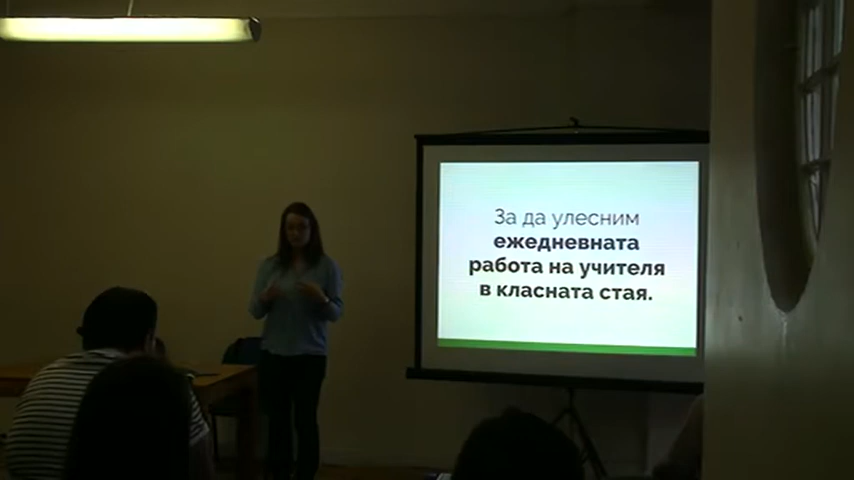 За да улесним
ежедневната
работа на учителя
в класната стая.